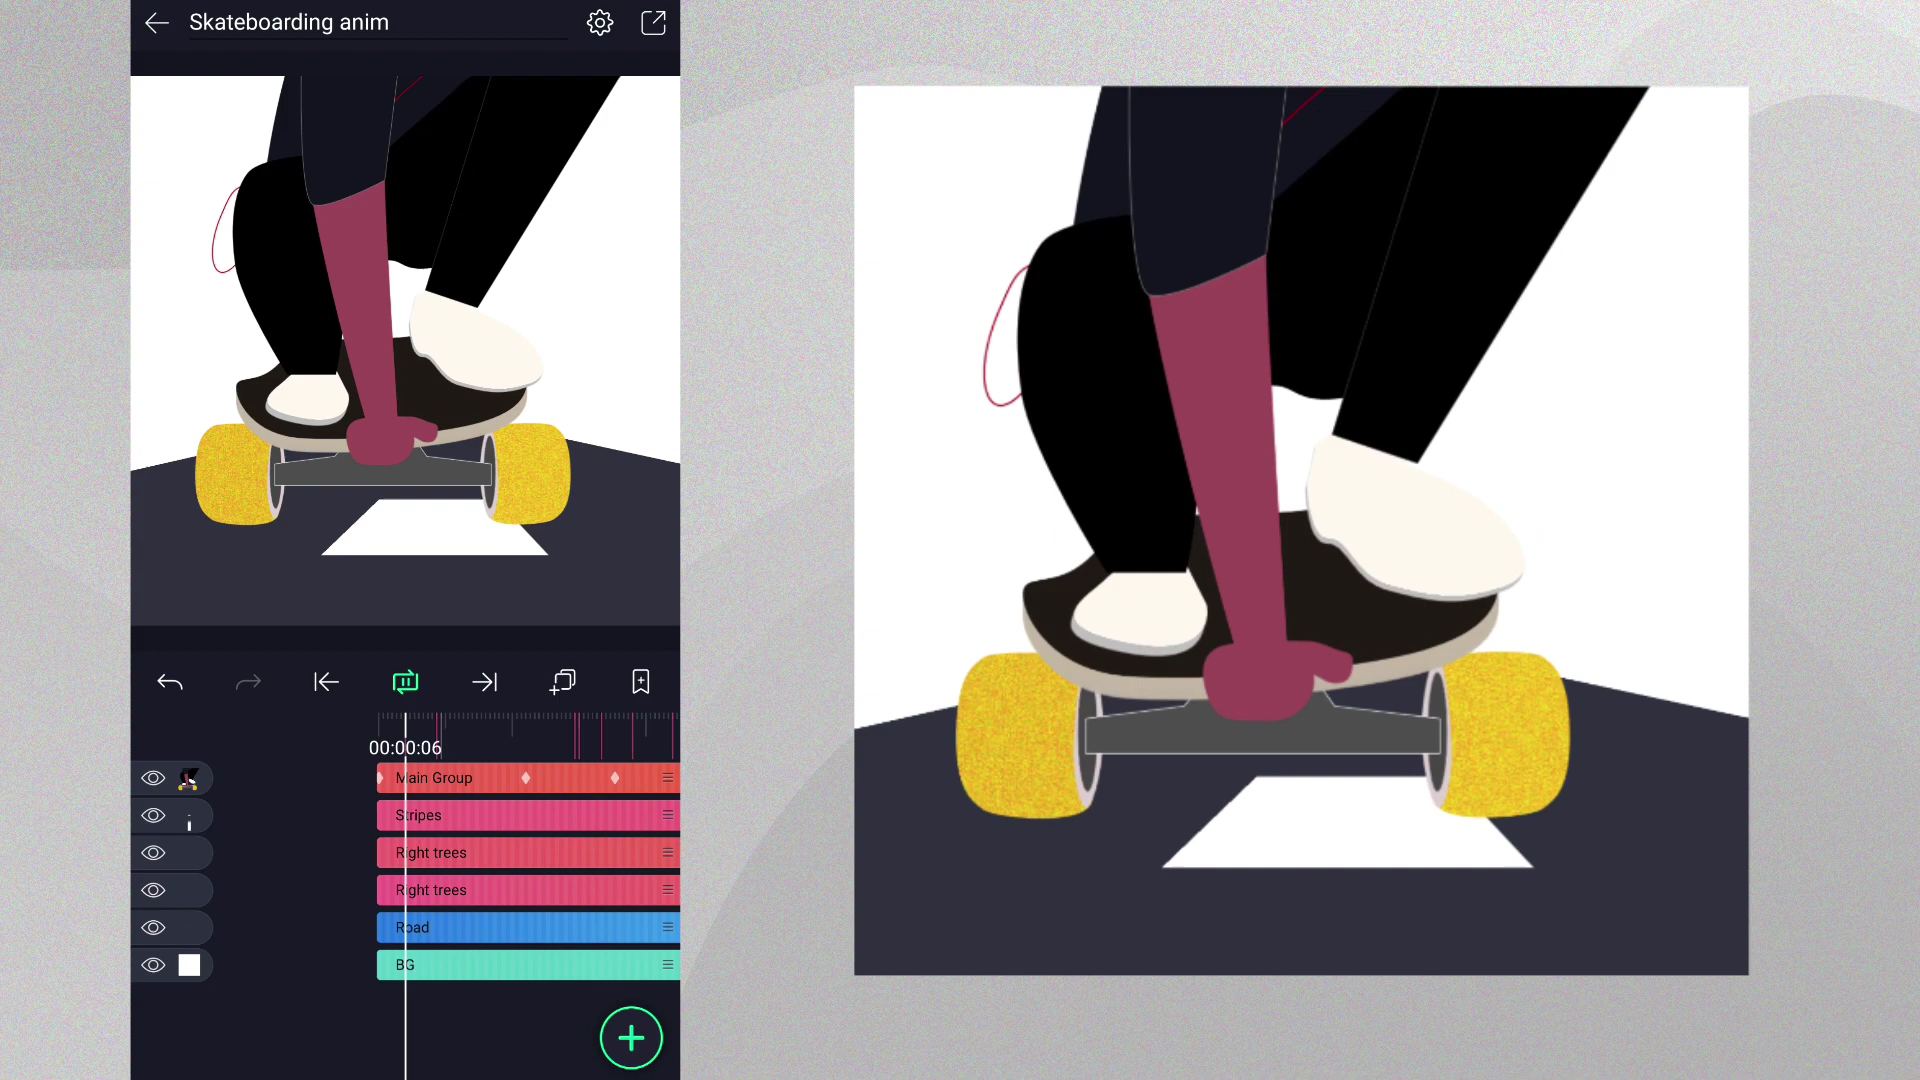 Skateboarding anim
00:00:06
Main Group
Stripes
Right trees
Right trees
Road
BG